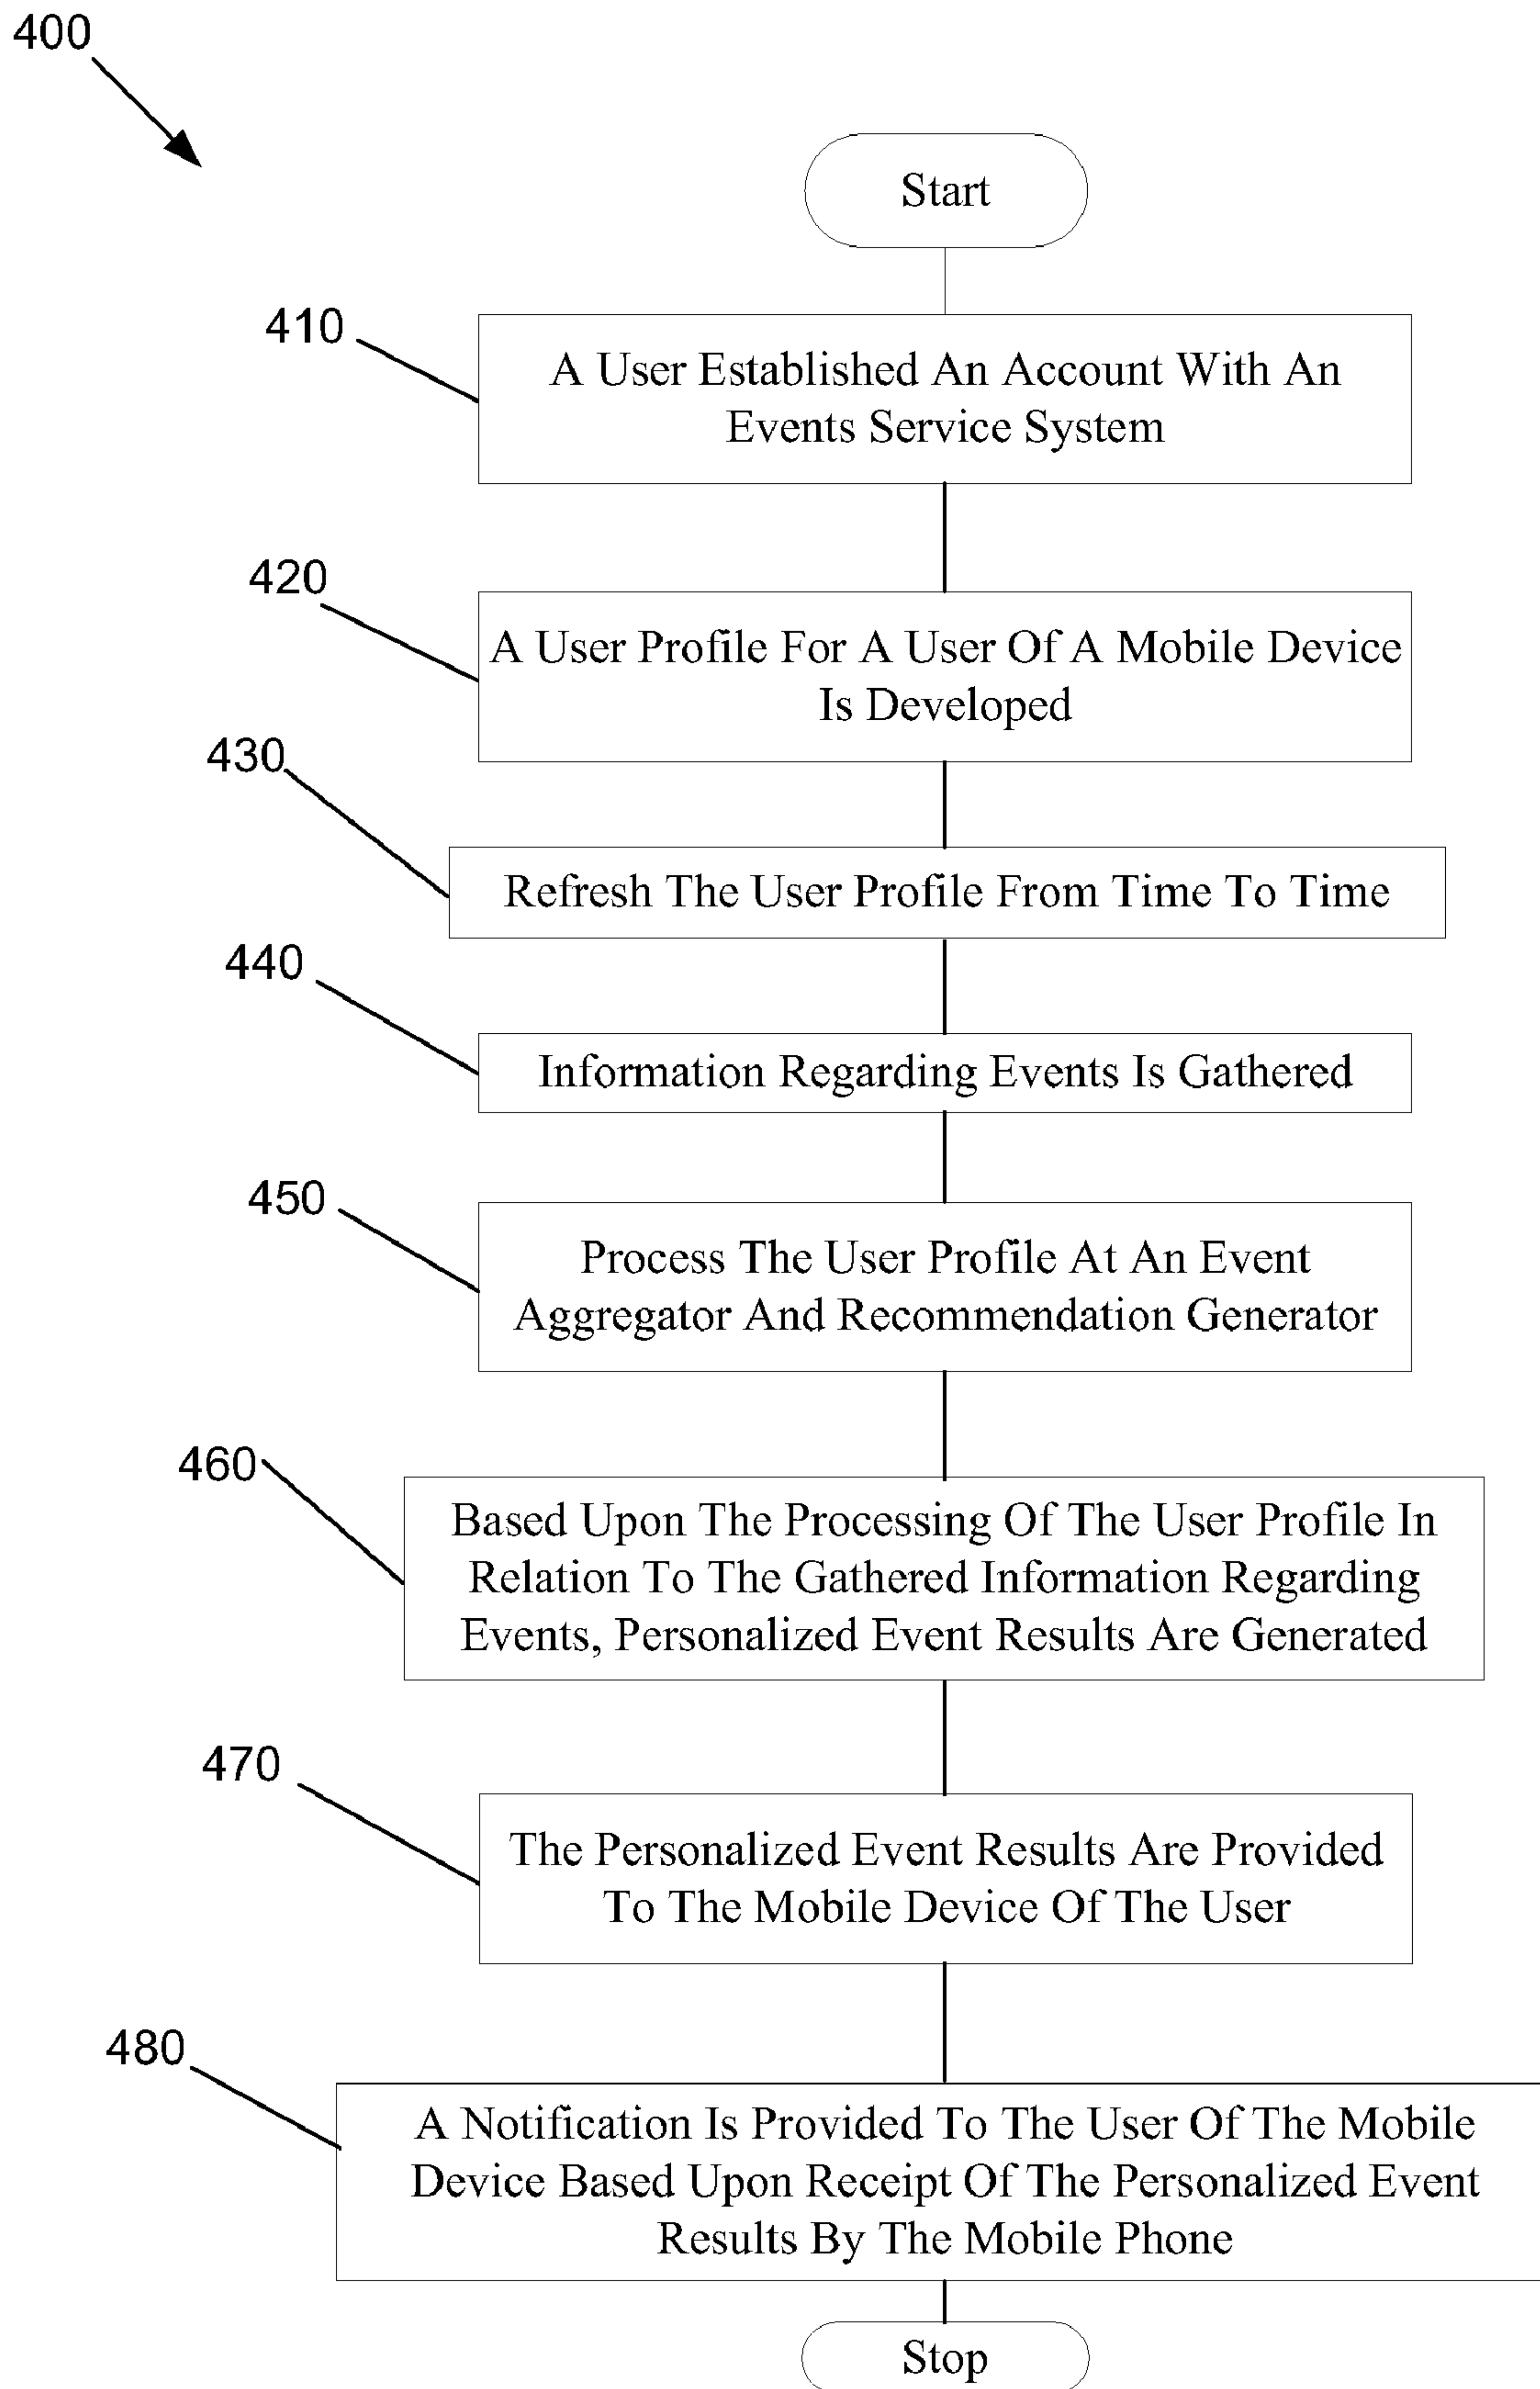 400
Start
410
A User Established An Account With An
Events Service System
420
A User Profile For A User Of A Mobile Device
Is Developed
430
Refresh The User Profile From Time To Time
440
Information Regarding Events Is Gathered
450
Process The User Profile At An Event
Aggregator And Recommendation Generator
460
Based Upon The Processing Of The User Profile In
Relation To The Gathered Information Regarding
Events, Personalized Event Results Are Generated
470
The Personalized Event Results Are Provided
To The Mobile Device Of The User
480
A Notification Is Provided To The User Of The Mobile
Device Based Upon Receipt Of The Personalized Event
Results By The Mobile Phone
Stop